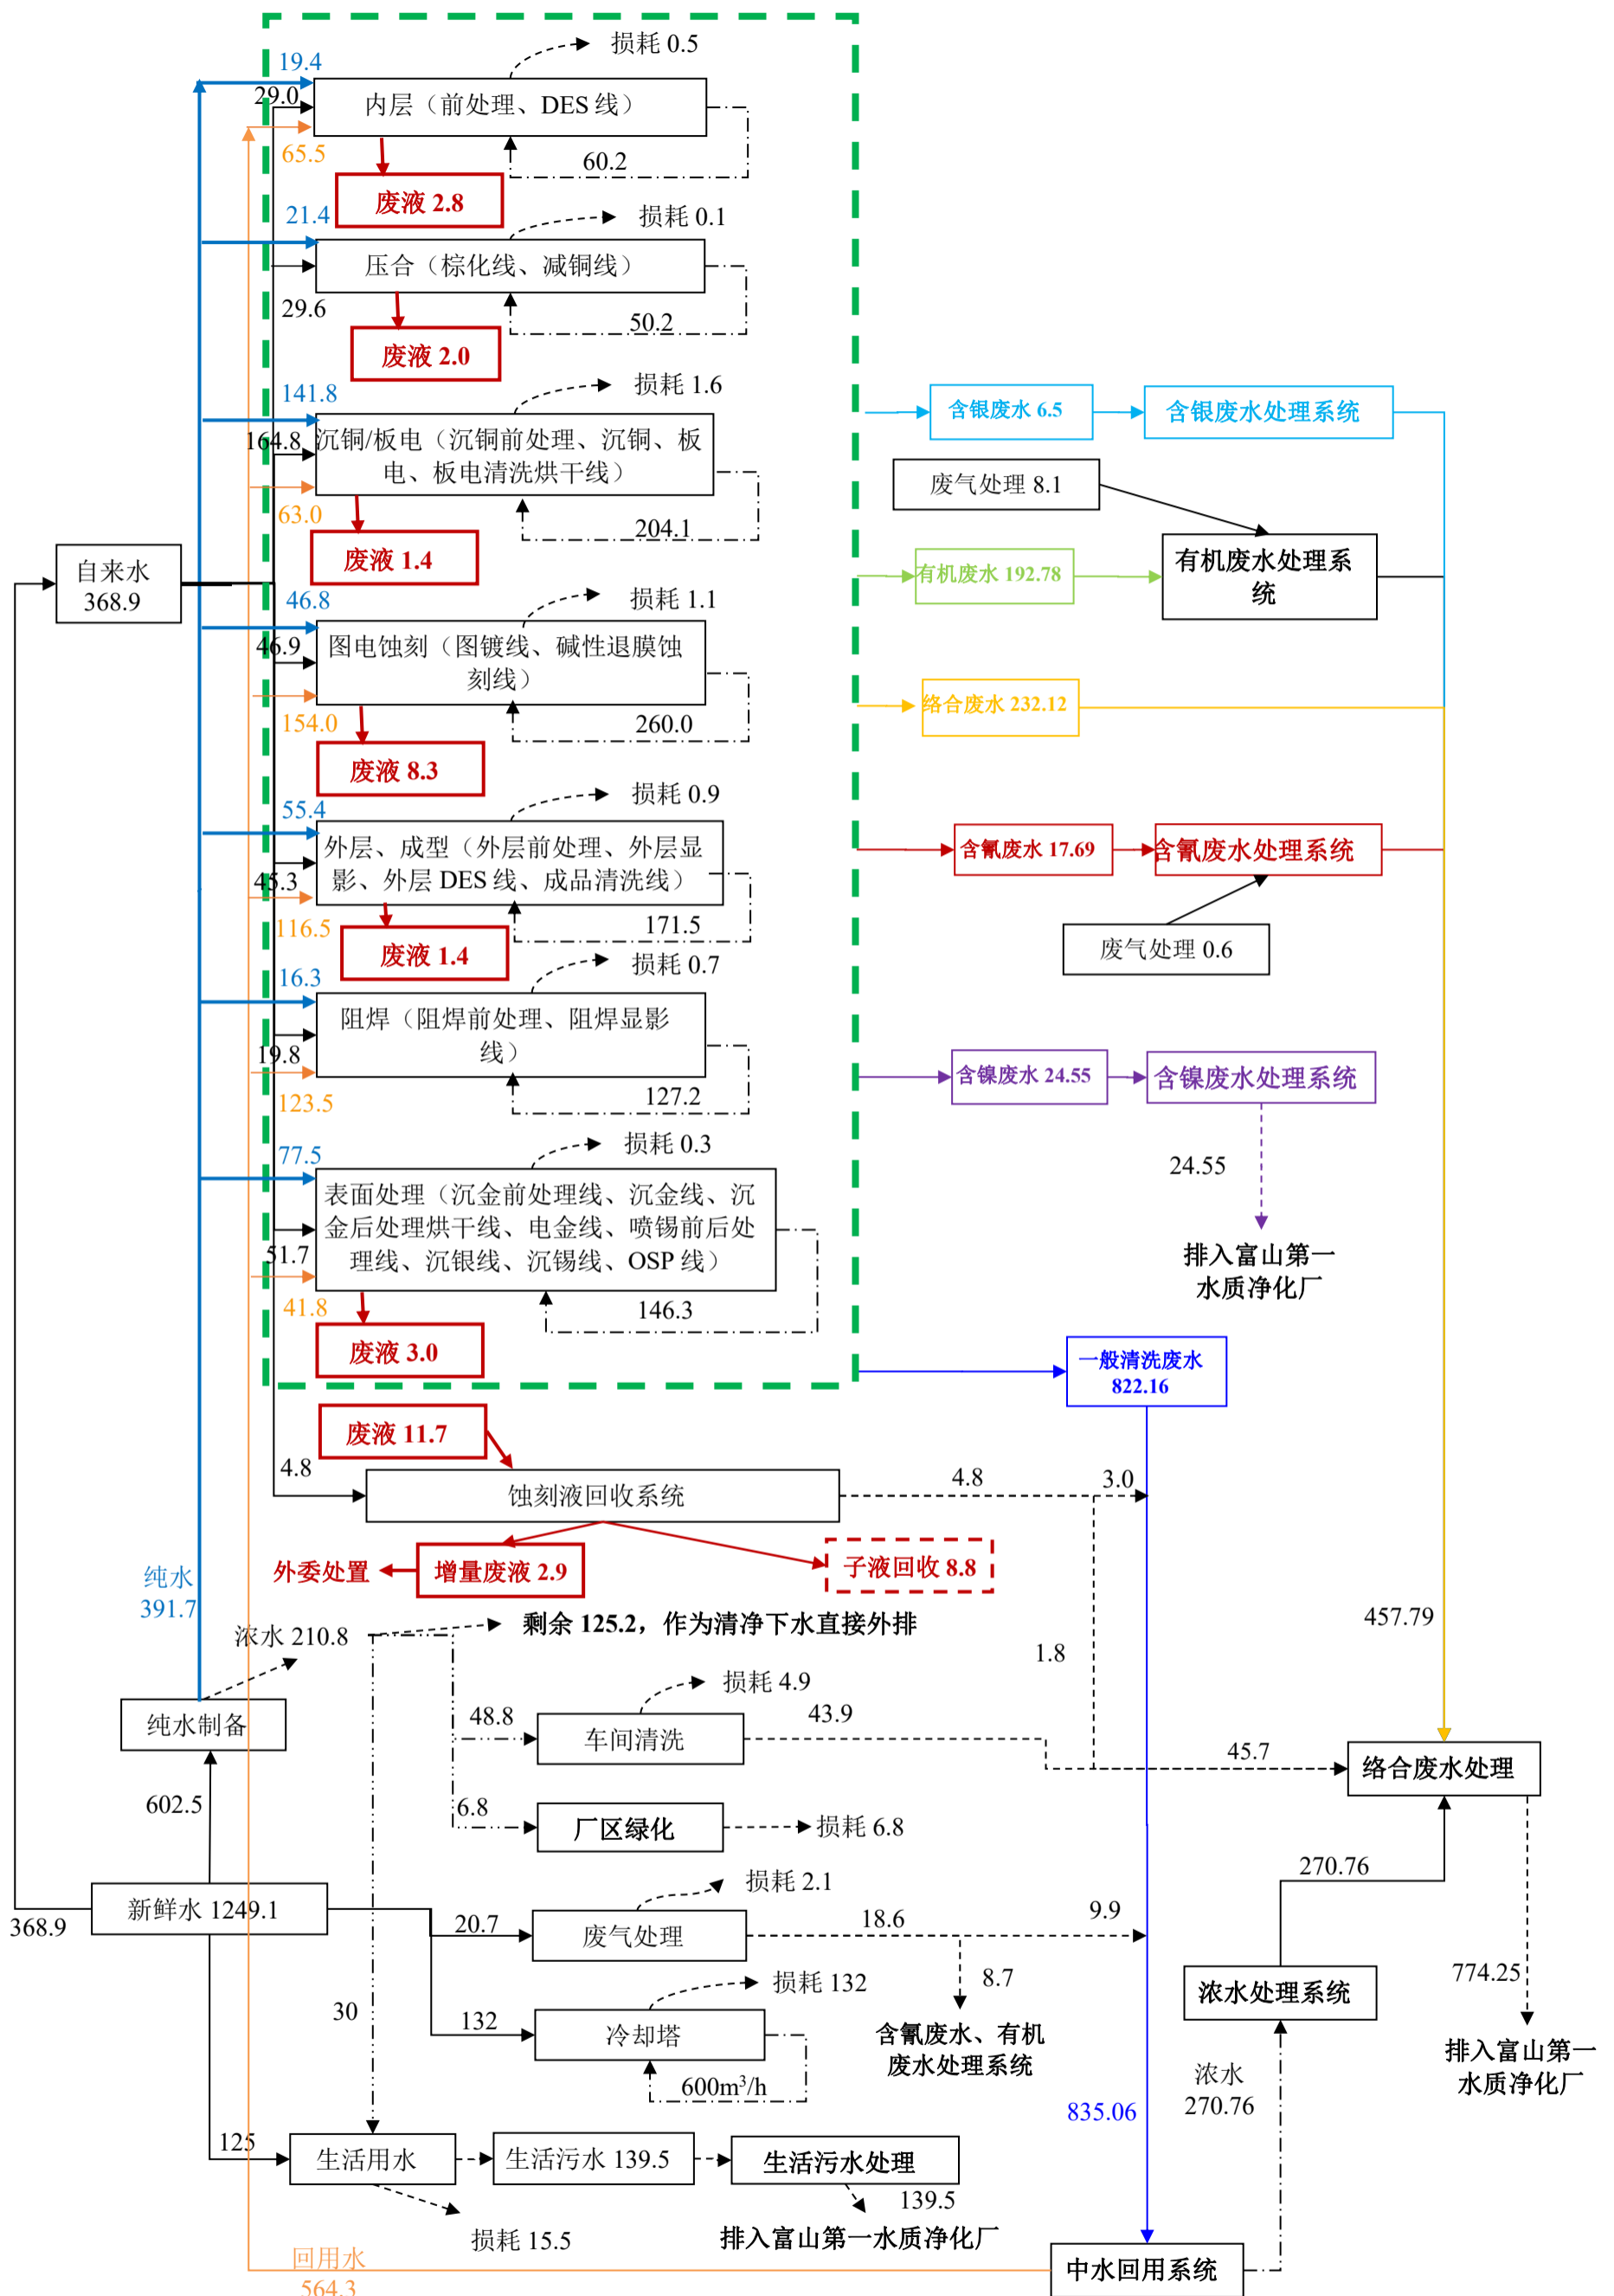 损耗 0.5
19.4
29.0
内层（前处理、DES 线）
65.5
60.2
废液 2.8
21.4
损耗 0.1
压合（棕化线、减铜线）
29.6
50.2
废液 2.0
141.8
损耗 1.6
164.8
沉铜/板电（沉铜前处理、沉铜、板
电、板电清洗烘干线）
63.0
204.1
废液 1.4
自来水
368.9
46.8
损耗 1.1
46.9
图电蚀刻（图镀线、碱性退膜蚀
刻线）
154.0
260.0
废液 8.3
55.4
损耗 0.9
外层、成型（外层前处理、外层显
影、外层 DES 线、成品清洗线）
45.3
116.5
171.5
废液 1.4
16.3
损耗 0.7
阻焊（阻焊前处理、阻焊显影
线）
19.8
123.5
127.2
77.5
损耗 0.3
表面处理（沉金前处理线、沉金线、沉
金后处理烘干线、电金线、喷锡前后处
理线、沉银线、沉锡线、OSP 线）
51.7
41.8
146.3
废液 3.0
含银废水 6.5
含银废水处理系统
废气处理 8.1
有机废水 192.78
有机废水处理系
统
络合废水 232.12
含氰废水 17.69
含氰废水处理系统
废气处理 0.6
含镍废水 24.55
含镍废水处理系统
24.55
排入富山第一
水质净化厂
一般清洗废水
822.16
废液 11.7
4.8
蚀刻液回收系统
4.8
3.0
外委处置
增量废液 2.9
子液回收 8.8
纯水
391.7
浓水 210.8
剩余 125.2，作为清净下水直接外排
1.8
457.79
纯水制备
48.8
车间清洗
损耗 4.9
43.9
45.7
络合废水处理
602.5
6.8
厂区绿化
损耗 6.8
270.76
新鲜水 1249.1
368.9
20.7
废气处理
损耗 2.1
18.6
9.9
8.7
含氰废水、有机
废水处理系统
30
132
冷却塔
损耗 132
600m³/h
浓水处理系统
774.25
排入富山第一
水质净化厂
浓水
270.76
835.06
125
生活用水
生活污水 139.5
生活污水处理
139.5
损耗 15.5
排入富山第一水质净化厂
回用水
564.3
中水回用系统